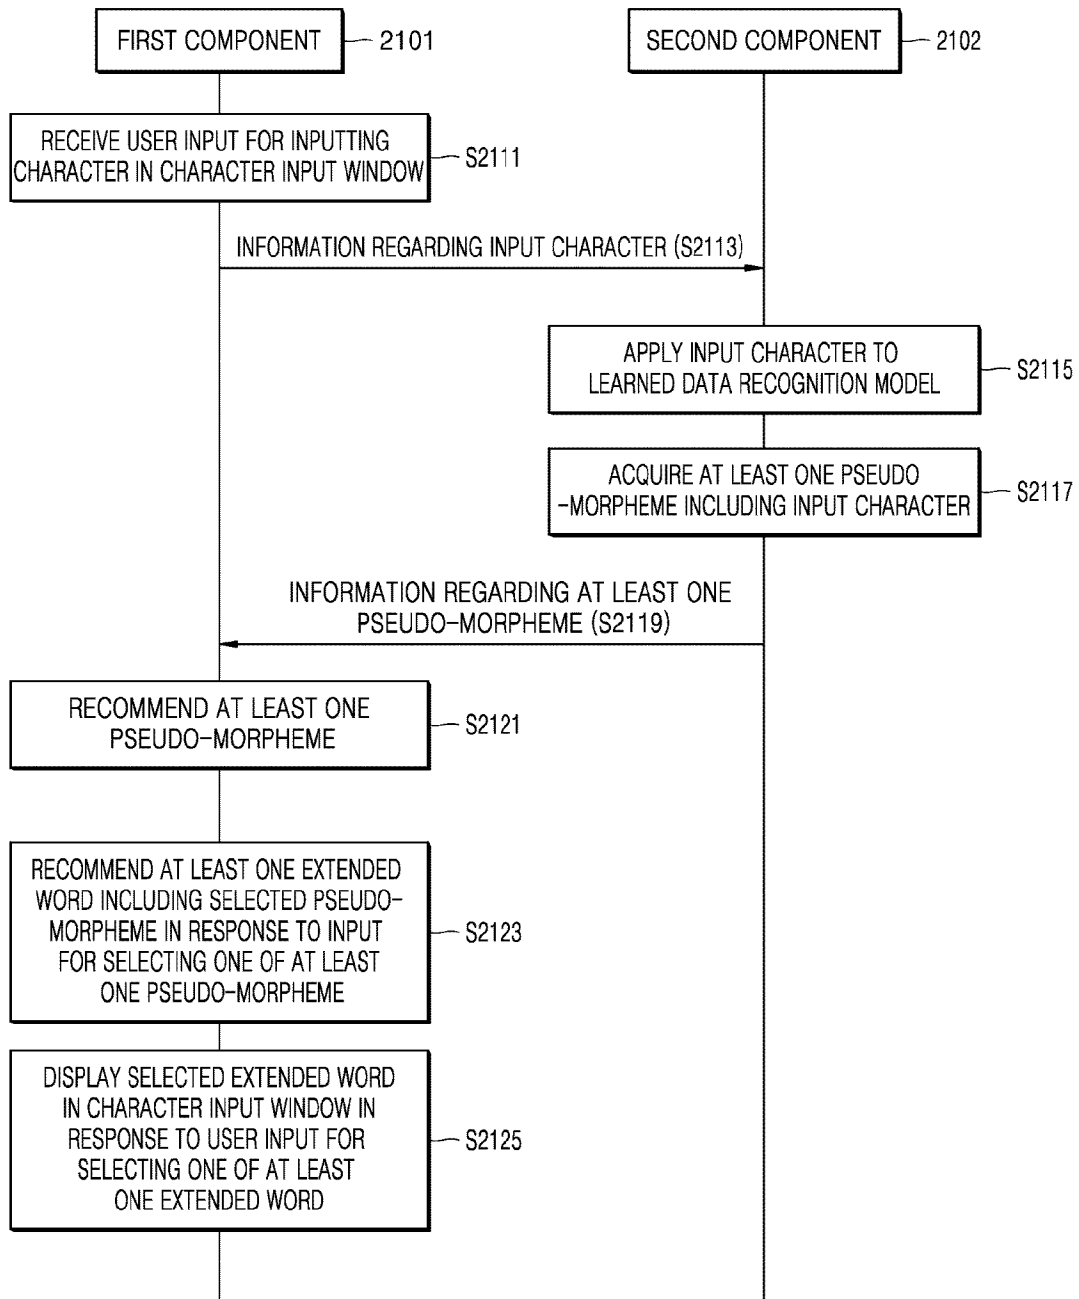 FIRST COMPONENT
2101
SECOND COMPONENT
2102
RECEIVE USER INPUT FOR INPUTTING
CHARACTER IN CHARACTER INPUT WINDOW
S2111
INFORMATION REGARDING INPUT CHARACTER (S2113)
APPLY INPUT CHARACTER TO
LEARNED DATA RECOGNITION MODEL
S2115
ACQUIRE AT LEAST ONE PSEUDO
-MORPHEME INCLUDING INPUT CHARACTER
S2117
INFORMATION REGARDING AT LEAST ONE
PSEUDO-MORPHEME (S2119)
RECOMMEND AT LEAST ONE
PSEUDO-MORPHEME
S2121
RECOMMEND AT LEAST ONE EXTENDED
WORD INCLUDING SELECTED PSEUDO-
MORPHEME IN RESPONSE TO INPUT
FOR SELECTING ONE OF AT LEAST
ONE PSEUDO-MORPHEME
S2123
DISPLAY SELECTED EXTENDED WORD
IN CHARACTER INPUT WINDOW IN
RESPONSE TO USER INPUT FOR
SELECTING ONE OF AT LEAST
ONE EXTENDED WORD
S2125